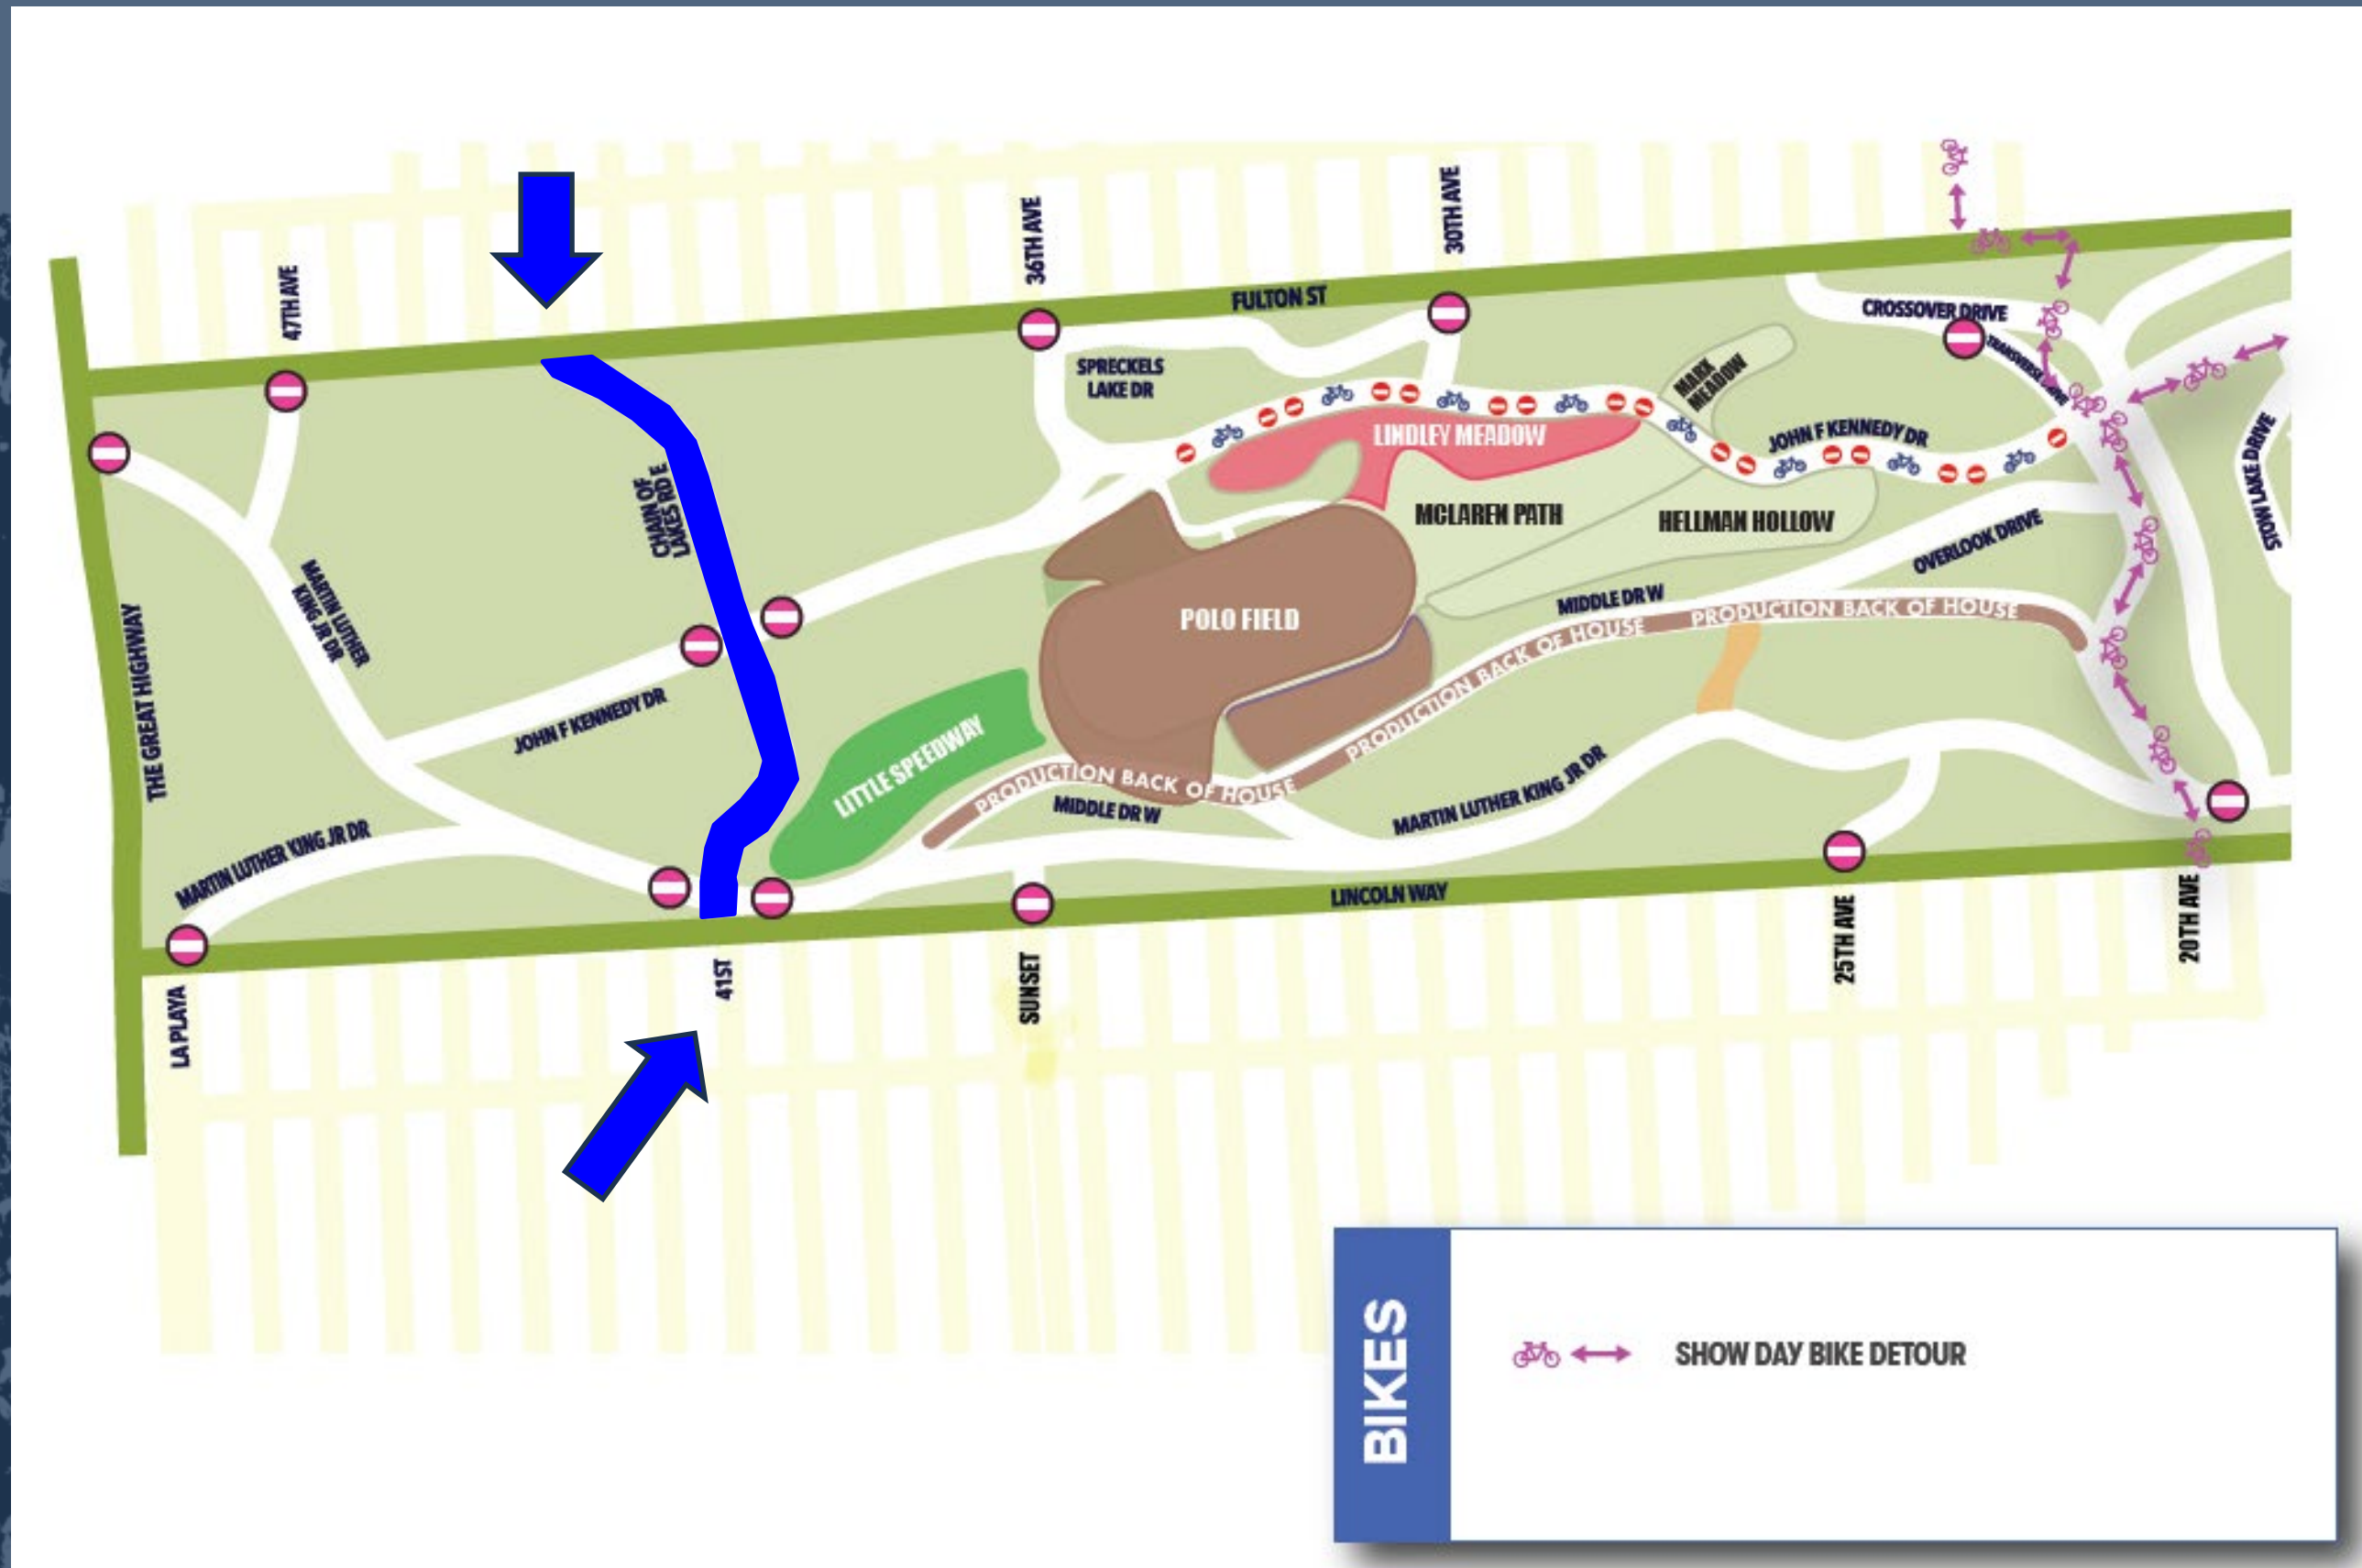 47TH AVE
36TH AVE
30TH AVE
FULTON ST
CROSSOVER DRIVE
TRANSVERSE DRIVE
SPRECKELS
LAKE DR
MARX
MEADOW
LINDLEY MEADOW
JOHN F KENNEDY DR
STOW LAKE DRIVE
CHAIN OF
LAKES RD E
MCLAREN PATH
HELLMAN HOLLOW
OVERLOOK DRIVE
MARTIN LUTHER
KING JR DR
THE GREAT HIGHWAY
POLO FIELD
MIDDLE DR W
PRODUCTION BACK OF HOUSE
PRODUCTION BACK OF HOUSE
JOHN F KENNEDY DR
LITTLE SPEEDWAY
PRODUCTION BACK OF HOUSE
MIDDLE DR W
MARTIN LUTHER KING JR DR
MARTIN LUTHER KING JR DR
LINCOLN WAY
LA PLAYA
41ST
SUNSET
25TH AVE
20TH AVE
BIKES
SHOW DAY BIKE DETOUR